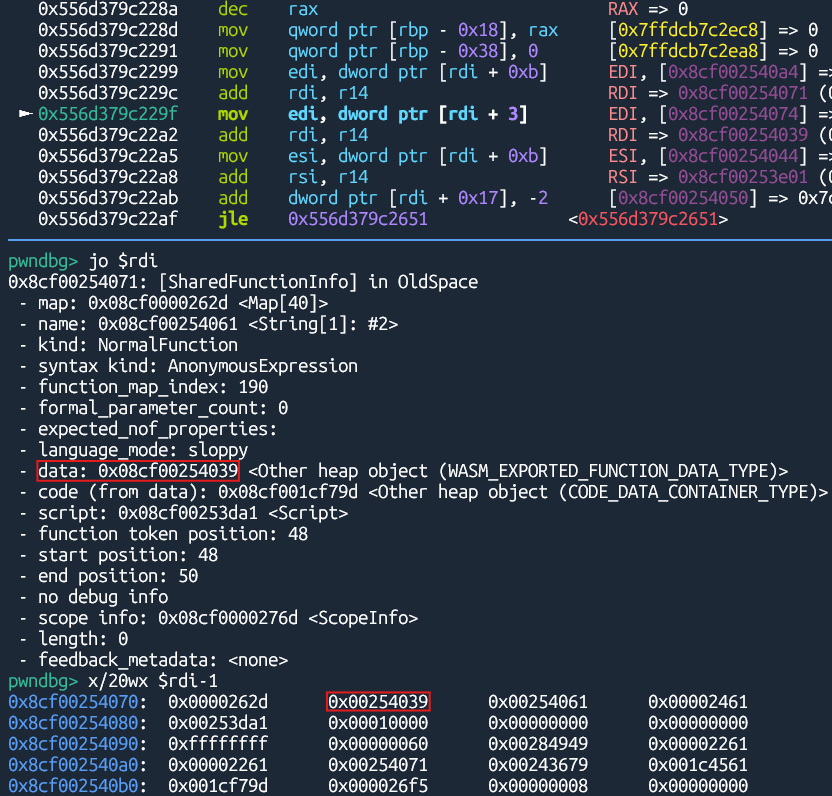 0x556d379c228a dec rax RAX => 0
0x556d379c228d mov qword ptr [rbp - 0x18], rax [0x7ffdcb7c2ec8] => 0
0x556d379c2291 mov qword ptr [rbp - 0x38], 0 [0x7ffdcb7c2ea8] => 0
0x556d379c2299 mov edi, dword ptr [rdi + 0xb] EDI, [0x8cf002540a4] =>
0x556d379c229c add rdi, r14 RDI => 0x8cf00254071 (0
► 0x556d379c229f mov edi, dword ptr [rdi + 3] EDI, [0x8cf00254074] =>
0x556d379c22a2 add rdi, r14 RDI => 0x8cf00254039 (0
0x556d379c22a5 mov esi, dword ptr [rdi + 0xb] ESI, [0x8cf00254044] =>
0x556d379c22a8 add rsi, r14 RSI => 0x8cf00253e01 (0
0x556d379c22ab add dword ptr [rdi + 0x17], -2 [0x8cf00254050] => 0x7
0x556d379c22af jle 0x556d379c2651 <0x556d379c2651>
pwndbg> jo $rdi
0x8cf00254071: [SharedFunctionInfo] in OldSpace
- map: 0x08cf0000262d <Map[40]>
- name: 0x08cf00254061 <String[1]: #2>
- kind: NormalFunction
- syntax kind: AnonymousExpression
- function_map_index: 190
- formal_parameter_count: 0
- expected_nof_properties:
- language_mode: sloppy
- data: 0x08cf00254039 <Other heap object (WASM_EXPORTED_FUNCTION_DATA_TYPE)>
- code (from data): 0x08cf001cf79d <Other heap object (CODE_DATA_CONTAINER_TYPE)>
- script: 0x08cf00253da1 <Script>
- function token position: 48
- start position: 48
- end position: 50
- no debug info
- scope info: 0x08cf0000276d <ScopeInfo>
- length: 0
- feedback_metadata: <none>
pwndbg> x/20wx $rdi-1
0x8cf00254070: 0x0000262d 0x00254039 0x00254061 0x00002461
0x8cf00254080: 0x00253da1 0x00010000 0x00000000 0x00000000
0x8cf00254090: 0xffffffff 0x00000060 0x00284949 0x00002261
0x8cf002540a0: 0x00002261 0x00254071 0x00243679 0x001c4561
0x8cf002540b0: 0x001cf79d 0x000026f5 0x00000008 0x00000000